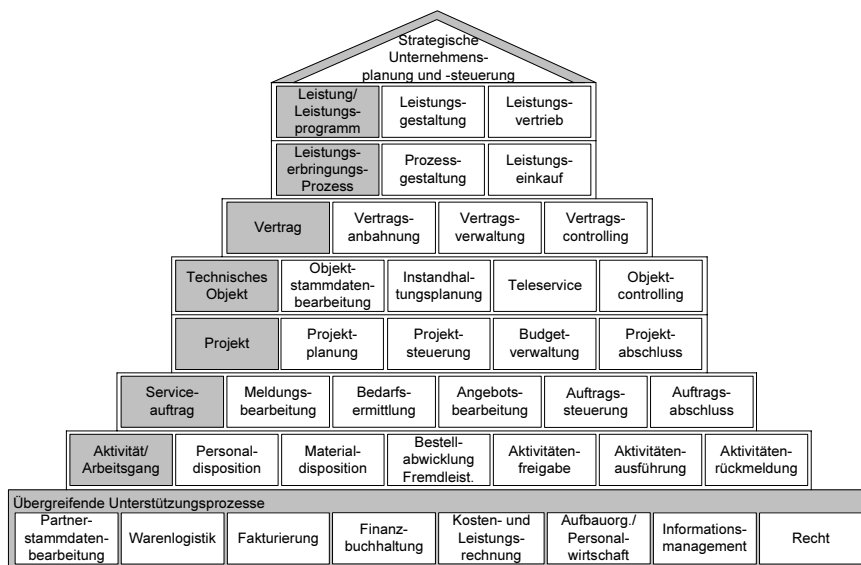 Strategische
Unternehmens-
planung und -steuerung
Leistung/
Leistungs-
programm
Leistungs-
gestaltung
Leistungs-
vertrieb
Leistungs-
erbringungs-
Prozess
Prozess-
gestaltung
Leistungs-
einkauf
Vertrag
Vertrags-
anbahnung
Vertrags-
verwaltung
Vertrags-
controlling
Technisches
Objekt
Objekt-
stammdaten-
bearbeitung
Instandhal-
tungsplanung
Teleservice
Objekt-
controlling
Projekt
Projekt-
planung
Projekt-
steuerung
Budget-
verwaltung
Projekt-
abschluss
Service-
auftrag
Meldungs-
bearbeitung
Bedarfs-
ermittlung
Angebots-
bearbeitung
Auftrags-
steuerung
Auftrags-
abschluss
Aktivität/
Arbeitsgang
Personal-
disposition
Material-
disposition
Bestell-
abwicklung
Fremdleist.
Aktivitäten-
freigabe
Aktivitäten-
ausführung
Aktivitäten-
rückmeldung
Übergreifende Unterstützungsprozesse
Partner-
stammdaten-
bearbeitung
Warenlogistik
Fakturierung
Finanz-
buchhaltung
Kosten- und
Leistungs-
rechnung
Aufbauorg./
Personal-
wirtschaft
Informations-
management
Recht